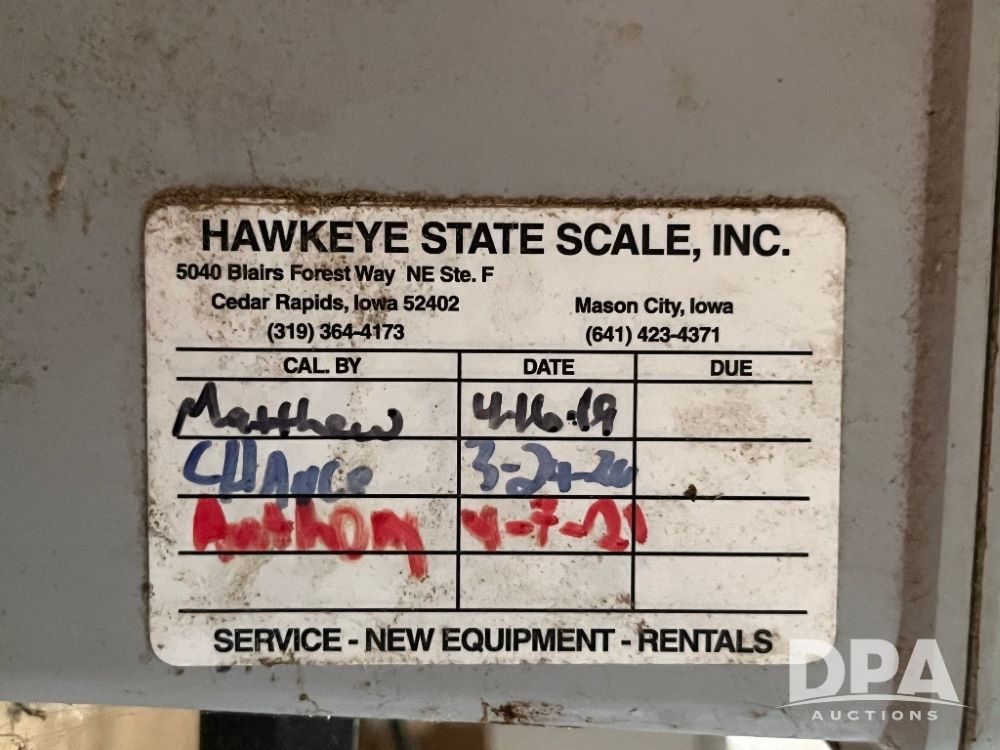 HAWKEYE STATE SCALE, INC.
5040 Blairs Forest Way NE Ste. F
Cedar Rapids, Iowa 52402 Mason City, Iowa
(319) 364-4173 (641) 423-4371
CAL. BY DATE DUE
Matthew 4-16-19
CHANCE 3-24-20
Anthony 4-7-21
SERVICE - NEW EQUIPMENT - RENTALS
DPA
AUCTIONS